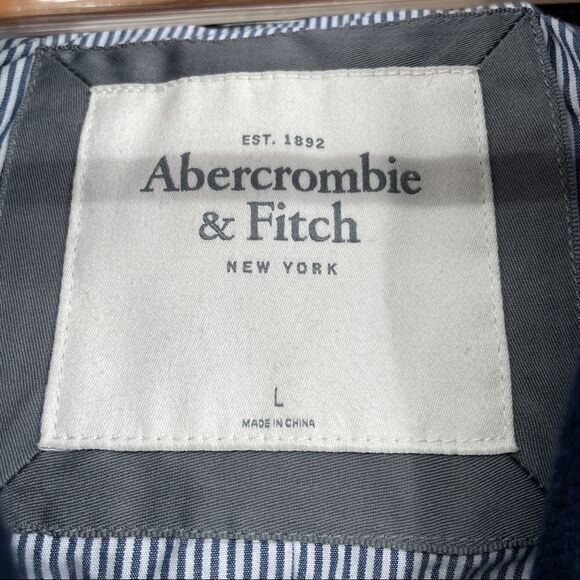 EST. 1892
Abercrombie
& Fitch
NEW YORK
L
MADE IN CHINA